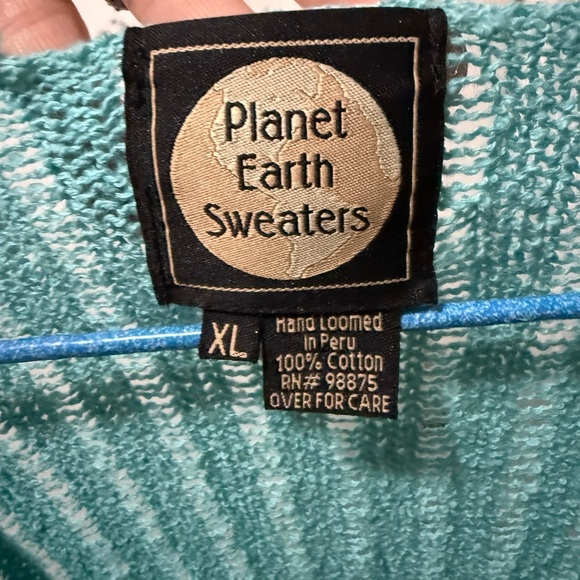 Planet
Earth
Sweaters
XL
Hand Loomed
in Peru
100% Cotton
RN# 98875
OVER FOR CARE